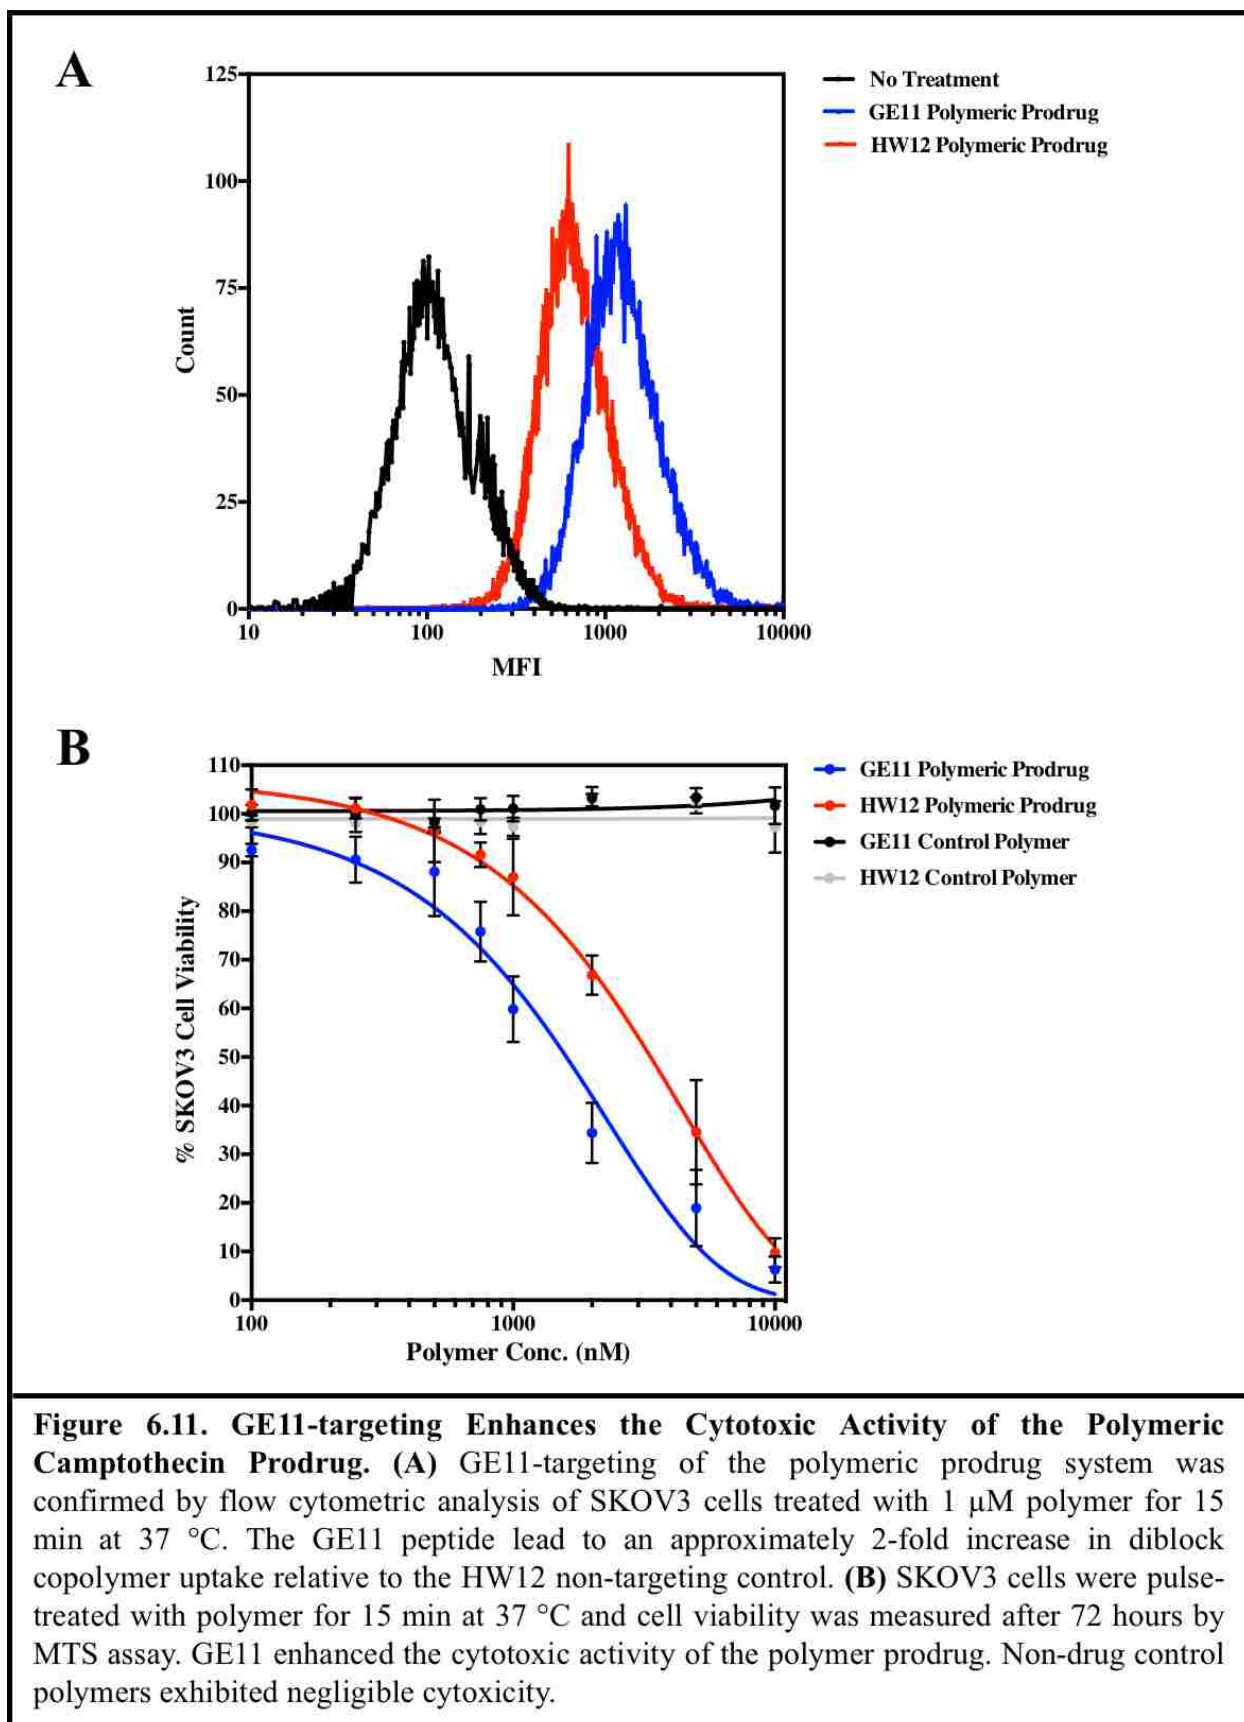 A
125
100
75
50
25
0
Count
10
100
1000
10000
MFI
No Treatment
GE11 Polymeric Prodrug
HW12 Polymeric Prodrug
B
110
100
90
80
70
60
50
40
30
20
10
0
% SKOV3 Cell Viability
100
1000
10000
Polymer Conc. (nM)
GE11 Polymeric Prodrug
HW12 Polymeric Prodrug
GE11 Control Polymer
HW12 Control Polymer
Figure 6.11. GE11-targeting Enhances the Cytotoxic Activity of the Polymeric
Camptothecin Prodrug. (A) GE11-targeting of the polymeric prodrug system was
confirmed by flow cytometric analysis of SKOV3 cells treated with 1 μM polymer for 15
min at 37 °C. The GE11 peptide lead to an approximately 2-fold increase in diblock
copolymer uptake relative to the HW12 non-targeting control. (B) SKOV3 cells were pulse-
treated with polymer for 15 min at 37 °C and cell viability was measured after 72 hours by
MTS assay. GE11 enhanced the cytotoxic activity of the polymer prodrug. Non-drug control
polymers exhibited negligible cytoxicity.